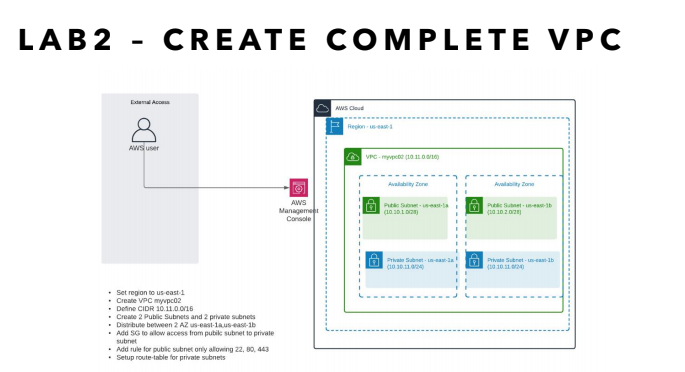 LAB2 – CREATE COMPLETE VPC
External Access
AWS user
AWS
Management
Console
AWS Cloud
Region - us-east-1
VPC - myvpc02 (10.11.0.0/16)
Availability Zone
Public Subnet - us-east-1a
(10.10.1.0/28)
Private Subnet - us-east-1a
(10.10.11.0/24)
Availability Zone
Public Subnet - us-east-1b
(10.10.2.0/28)
Private Subnet - us-east-1b
(10.10.11.0/24)
• Set region to us-east-1
• Create VPC myvpc02
• Define CIDR 10.11.0.0/16
• Create 2 Public Subnets and 2 private subnets
• Distribute between 2 AZ us-east-1a,us-east-1b
• Add SG to allow access from public subnet to private
subnet
• Add rule for public subnet only allowing 22, 80, 443
• Setup route-table for private subnets